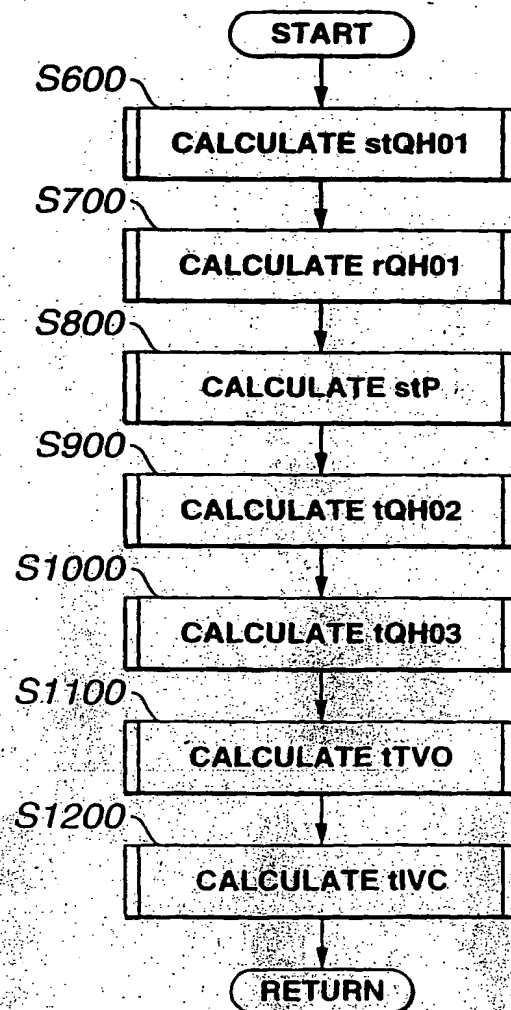 START
S600
CALCULATE stQH01
S700
CALCULATE rQH01
S800
CALCULATE stP
S900
CALCULATE tQH02
S1000
CALCULATE tQH03
S1100
CALCULATE tTVO
S1200
CALCULATE tIVC
RETURN